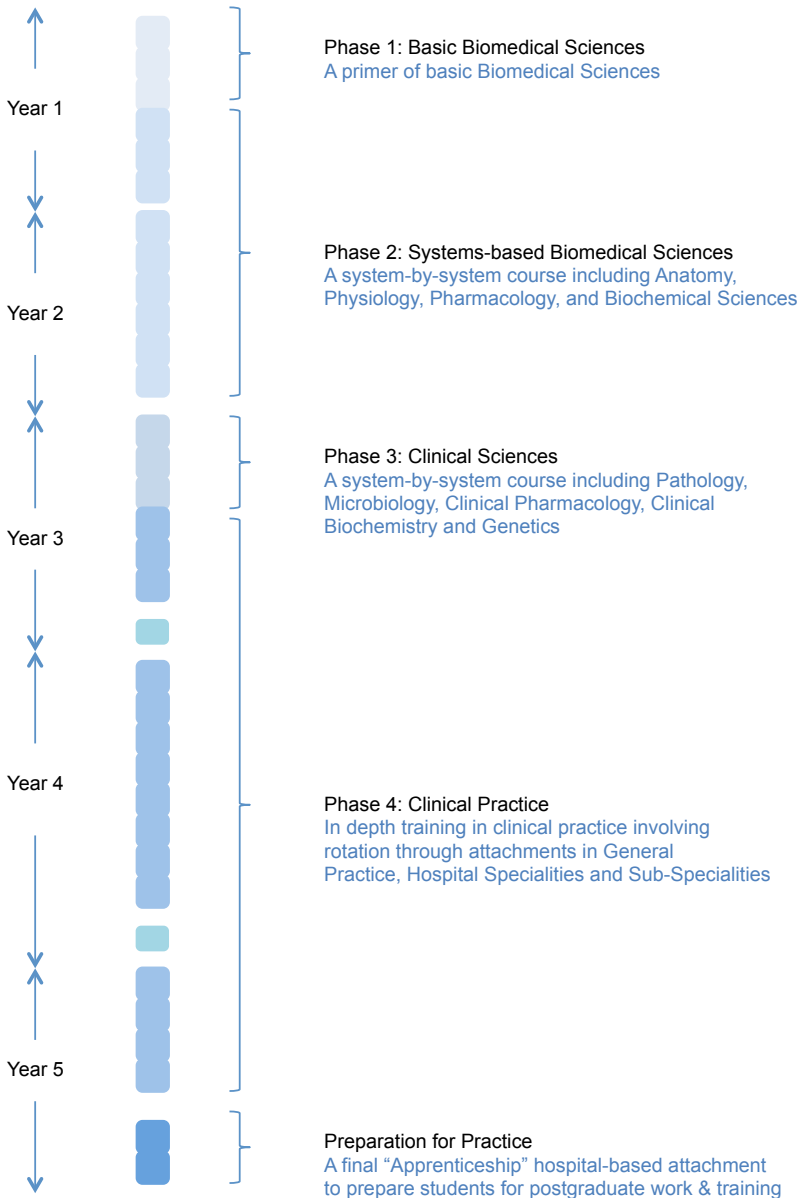 Phase 1: Basic Biomedical Sciences
A primer of basic Biomedical Sciences
Year 1
Phase 2: Systems-based Biomedical Sciences
A system-by-system course including Anatomy,
Physiology, Pharmacology, and Biochemical Sciences
Year 2
Phase 3: Clinical Sciences
A system-by-system course including Pathology,
Microbiology, Clinical Pharmacology, Clinical
Biochemistry and Genetics
Year 3
Year 4
Phase 4: Clinical Practice
In depth training in clinical practice involving
rotation through attachments in General
Practice, Hospital Specialities and Sub-Specialities
Year 5
Preparation for Practice
A final “Apprenticeship” hospital-based attachment
to prepare students for postgraduate work & training